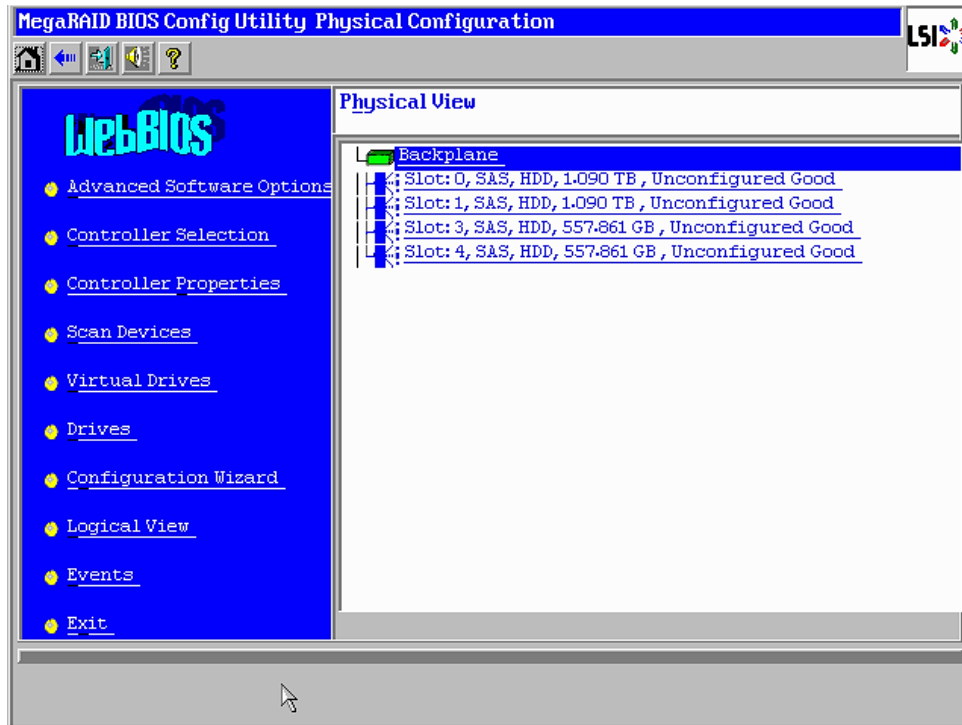 MegaRAID BIOS Config Utility Physical Configuration
LSI
WebBIOS
Advanced Software Options
Controller Selection
Controller Properties
Scan Devices
Virtual Drives
Drives
Configuration Wizard
Logical View
Events
Exit
Physical View
Backplane
Slot: 0, SAS, HDD, 1.090 TB , Unconfigured Good
Slot: 1, SAS, HDD, 1.090 TB , Unconfigured Good
Slot: 3, SAS, HDD, 557.861 GB , Unconfigured Good
Slot: 4, SAS, HDD, 557.861 GB , Unconfigured Good